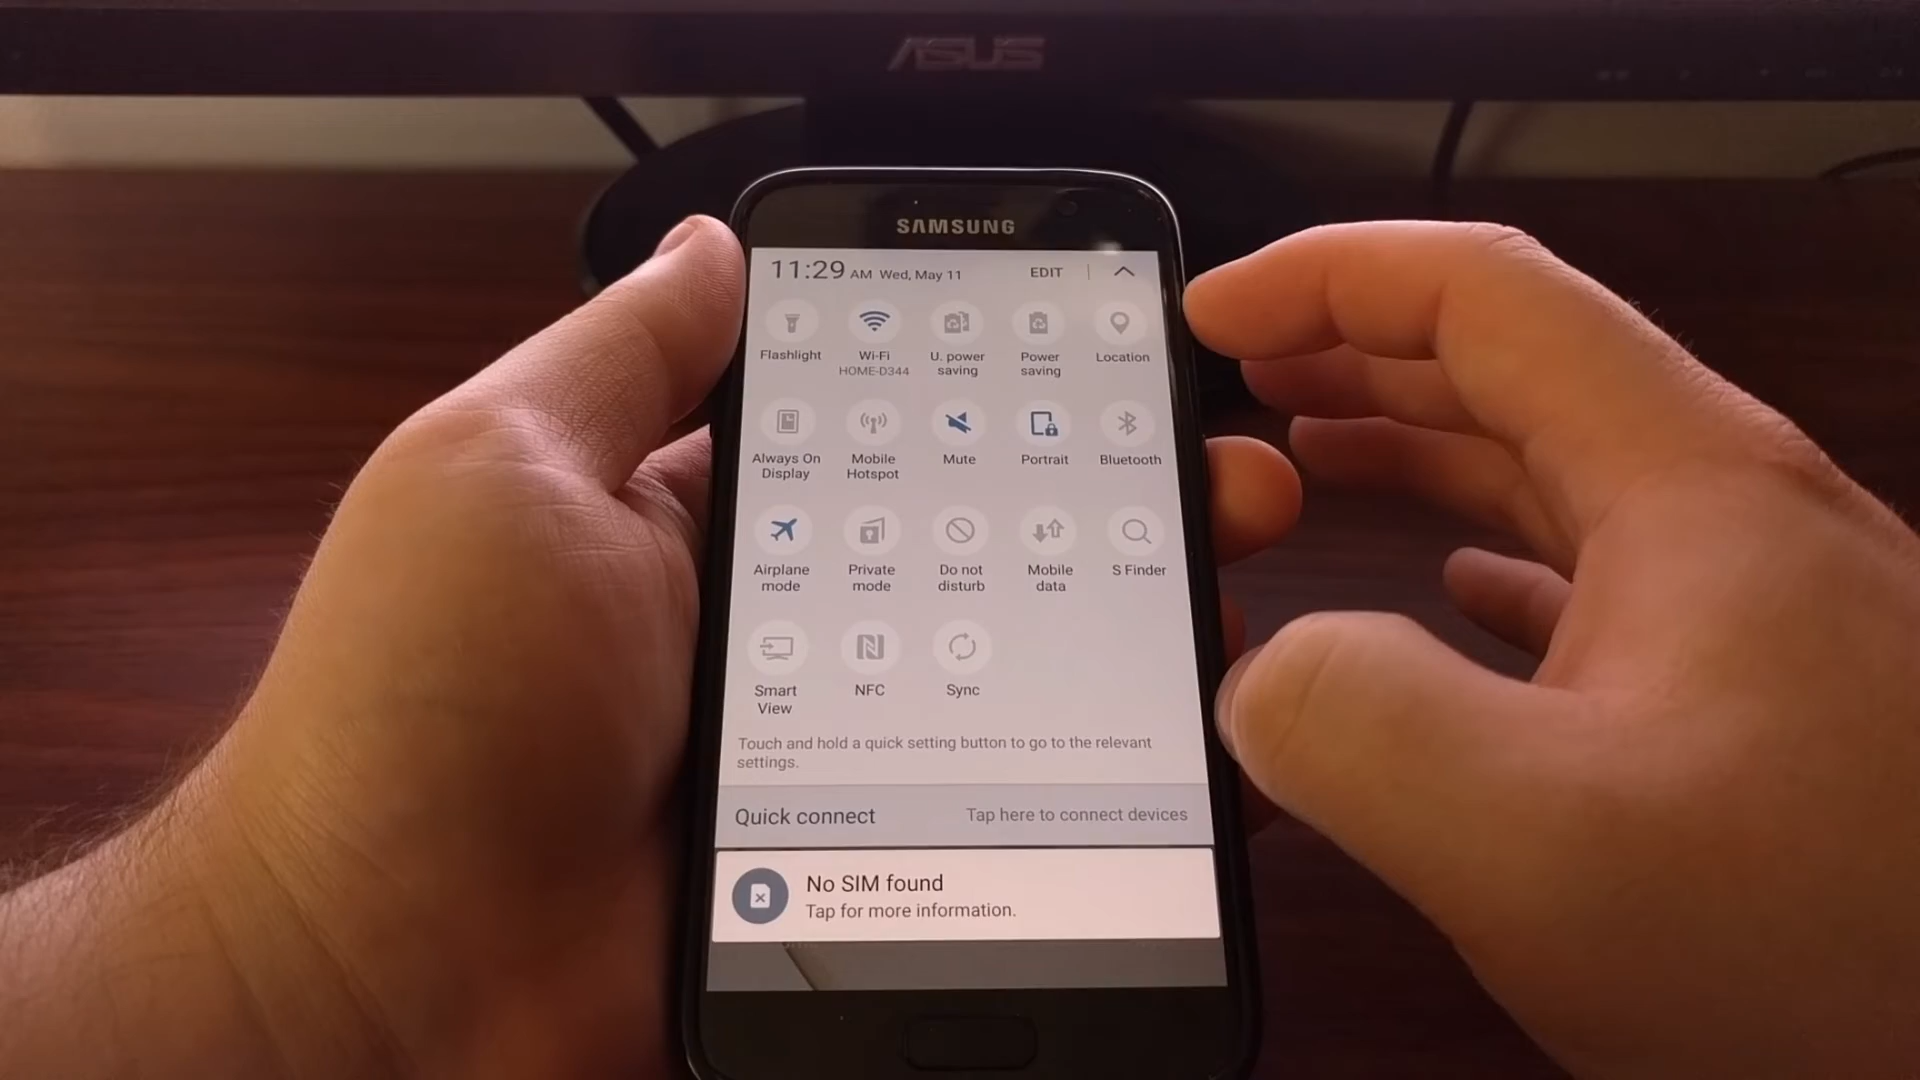 ASUS
SAMSUNG
11:29 AM Wed, May 11 EDIT
Flashlight
Wi-Fi
HOME-D344
U. power
saving
Power
saving
Location
Always On
Display
Mobile
Hotspot
Mute
Portrait
Bluetooth
Airplane
mode
Private
mode
Do not
disturb
Mobile
data
S Finder
Smart
View
NFC
Sync
Touch and hold a quick setting button to go to the relevant
settings.
Quick connect Tap here to connect devices
No SIM found
Tap for more information.